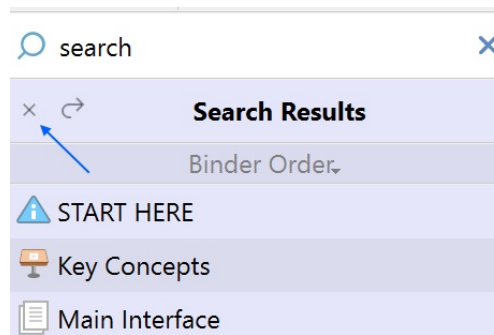 search
Search Results
Binder Order
START HERE
Key Concepts
Main Interface